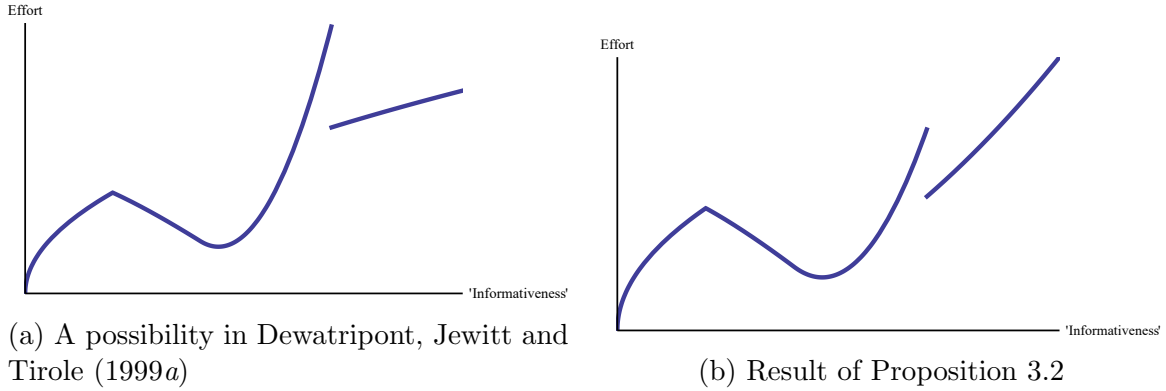 Effort
'Informativeness'
(a) A possibility in Dewatripont, Jewitt and
Tirole (1999a)
Effort
'Informativeness'
(b) Result of Proposition 3.2